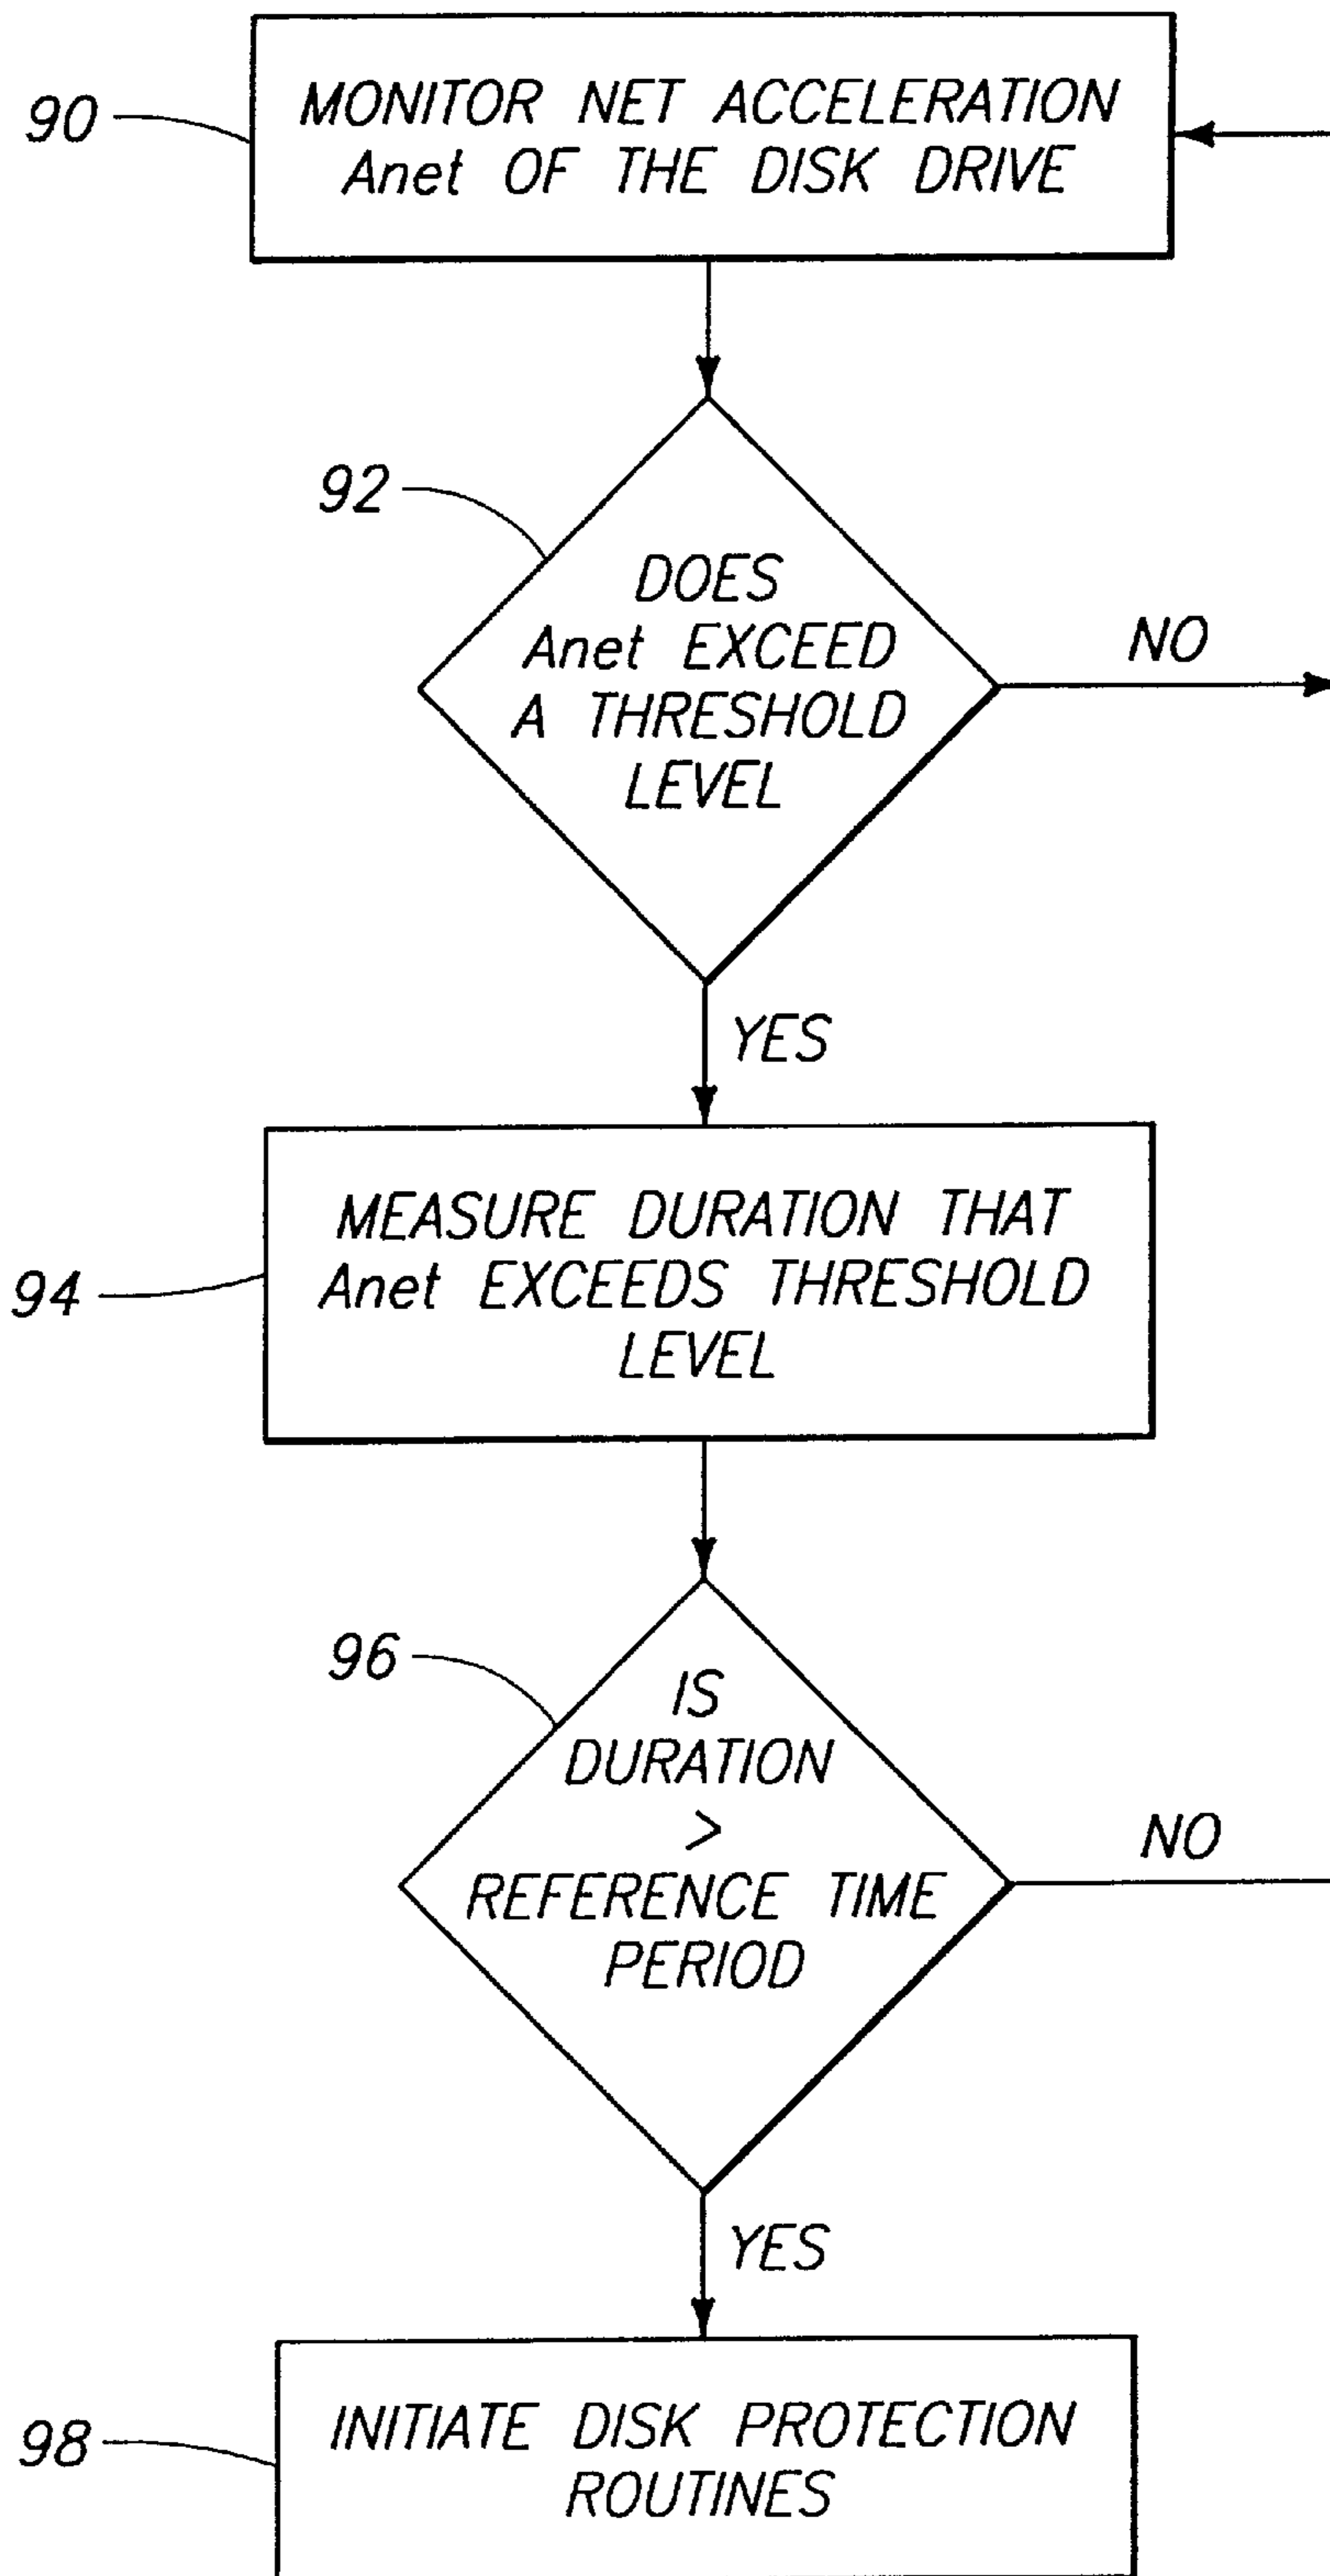 90
MONITOR NET ACCELERATION
Anet OF THE DISK DRIVE
92
DOES
Anet EXCEED
A THRESHOLD
LEVEL
NO
YES
94
MEASURE DURATION THAT
Anet EXCEEDS THRESHOLD
LEVEL
96
IS
DURATION
>
REFERENCE TIME
PERIOD
NO
YES
98
INITIATE DISK PROTECTION
ROUTINES